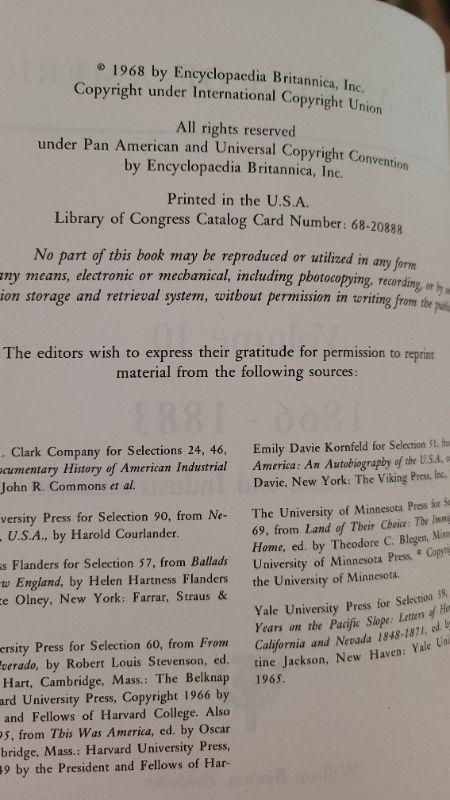 © 1968 by Encyclopaedia Britannica, Inc.
Copyright under International Copyright Union
All rights reserved
under Pan American and Universal Copyright Convention
by Encyclopaedia Britannica, Inc.
Printed in the U.S.A.
Library of Congress Catalog Card Number: 68-20888
No part of this book may be reproduced or utilized in any form
any means, electronic or mechanical, including photocopying, recording, or by
ion storage and retrieval system, without permission in writing from the
The editors wish to express their gratitude for permission to reprint
material from the following sources:
. Clark Company for Selections 24, 46,
ocumentary History of American Industrial
John R. Commons et al.
versity Press for Selection 90, from Ne-
, U.S.A., by Harold Courlander.
ss Flanders for Selection 57, from Ballads
w England, by Helen Hartness Flanders
te Olney, New York: Farrar, Straus &
ersity Press for Selection 60, from From
lverado, by Robert Louis Stevenson, ed.
Hart, Cambridge, Mass.: The Belknap
ard University Press, Copyright 1966 by
and Fellows of Harvard College. Also
95, from This Was America, ed. by Oscar
bridge, Mass.: Harvard University Press,
49 by the President and Fellows of Har-
Emily Davie Kornfeld for Selection 51,
America: An Autobiography of the U.S.A.,
Davie, New York: The Viking Press, Inc.
The University of Minnesota Press for
69, from Land of Their Choice: The
Home, ed. by Theodore C. Blegen,
University of Minnesota Press, ©
the University of Minnesota.
Yale University Press for Selection 39,
Years on the Pacific Slope: Letters of
California and Nevada 1848-1871, ed.
tine Jackson, New Haven: Yale
1965.